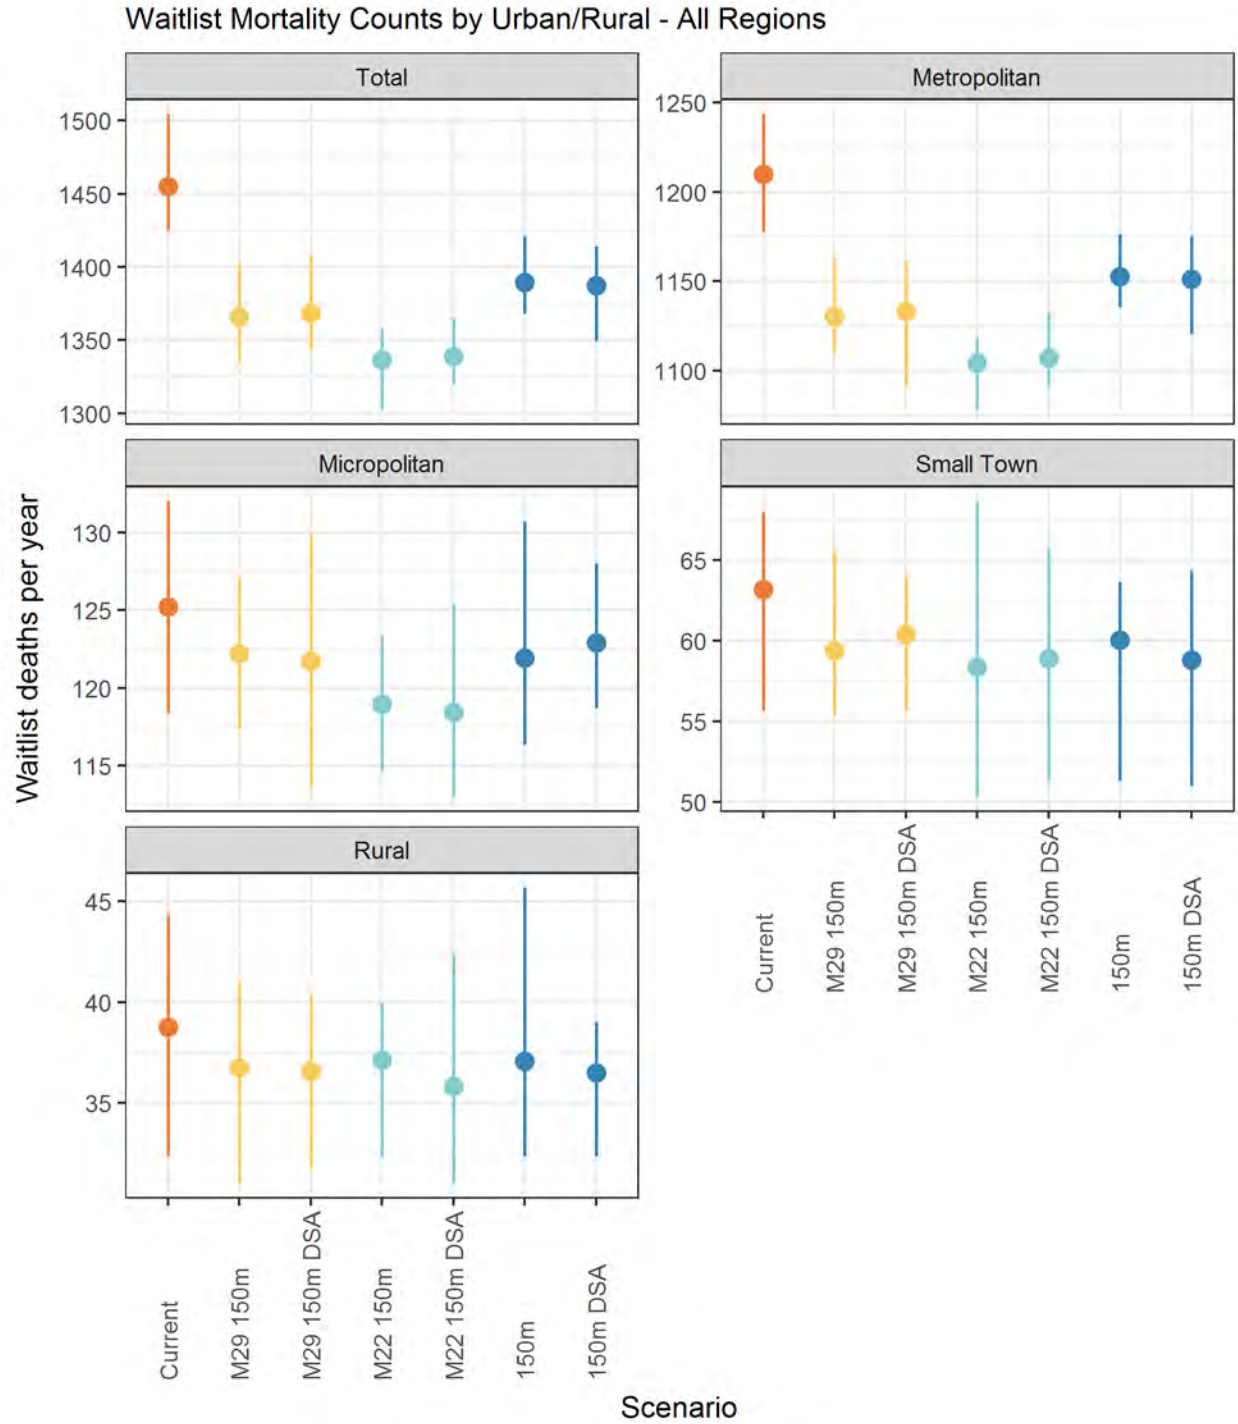 Waitlist Mortality Counts by Urban/Rural - All Regions
Total
Metropolitan
1500
1450
1400
1350
1300
1250
1200
1150
1100
Micropolitan
Small Town
130
125
120
115
65
60
55
50
Waitlist deaths per year
Rural
45
40
35
Current
M29 150m
M29 150m DSA
M22 150m
M22 150m DSA
150m
150m DSA
Current
M29 150m
M29 150m DSA
M22 150m
M22 150m DSA
150m
150m DSA
Scenario